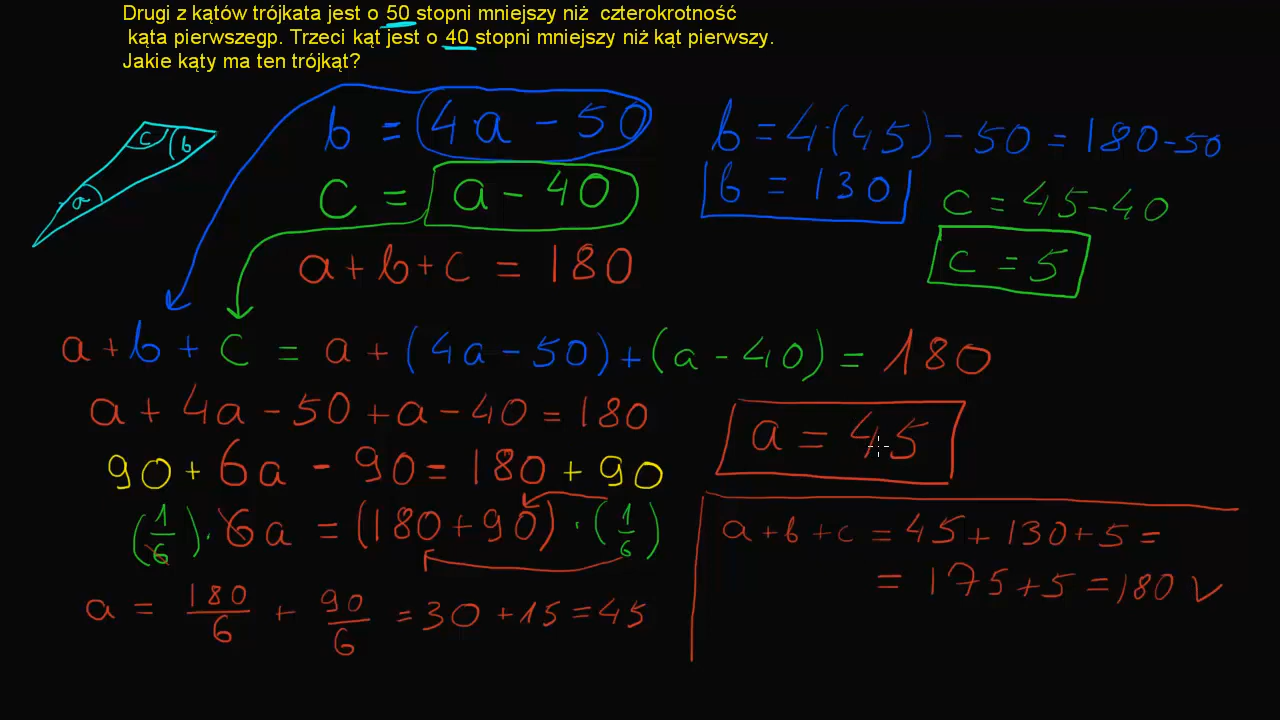 Drugi z kątów trójkata jest o 50 stopni mniejszy niż czterokrotność
kąta pierwszegp. Trzeci kąt jest o 40 stopni mniejszy niż kąt pierwszy.
Jakie kąty ma ten trójkąt?
c b
a
b = 4a - 50
c = a - 40
a + b + c = 180
b = 4·(45) - 50 = 180 - 50
b = 130
c = 45 - 40
c = 5
a + b + c = a + (4a - 50) + (a - 40) = 180
a + 4a - 50 + a - 40 = 180
90 + 6a - 90 = 180 + 90
(1/6)·6a = (180 + 90)·(1/6)
a = 180/6 + 90/6 = 30 + 15 = 45
a = 45
a + b + c = 45 + 130 + 5 =
= 175 + 5 = 180 v